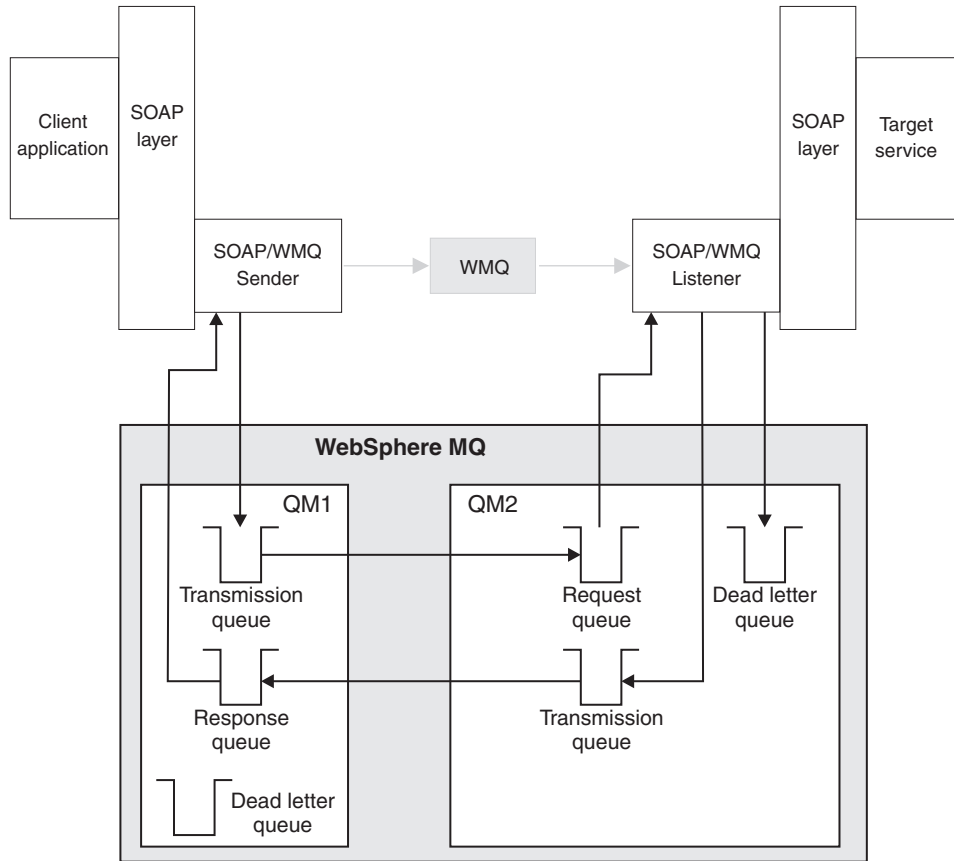 Client
application
SOAP
layer
SOAP/WMQ
Sender
WMQ
SOAP/WMQ
Listener
SOAP
layer
Target
service
WebSphere MQ
QM1
QM2
Transmission
queue
Request
queue
Dead letter
queue
Response
queue
Transmission
queue
Dead letter
queue